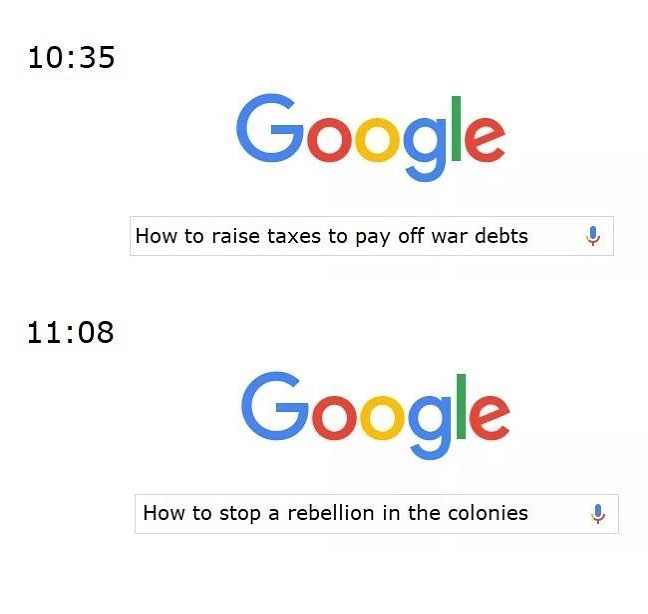 10:35
Google
How to raise taxes to pay off war debts
11:08
Google
How to stop a rebellion in the colonies